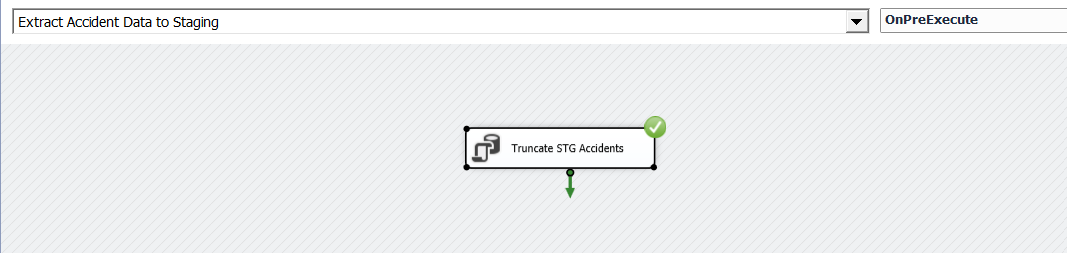 Extract Accident Data to Staging
OnPreExecute
Truncate STG Accidents